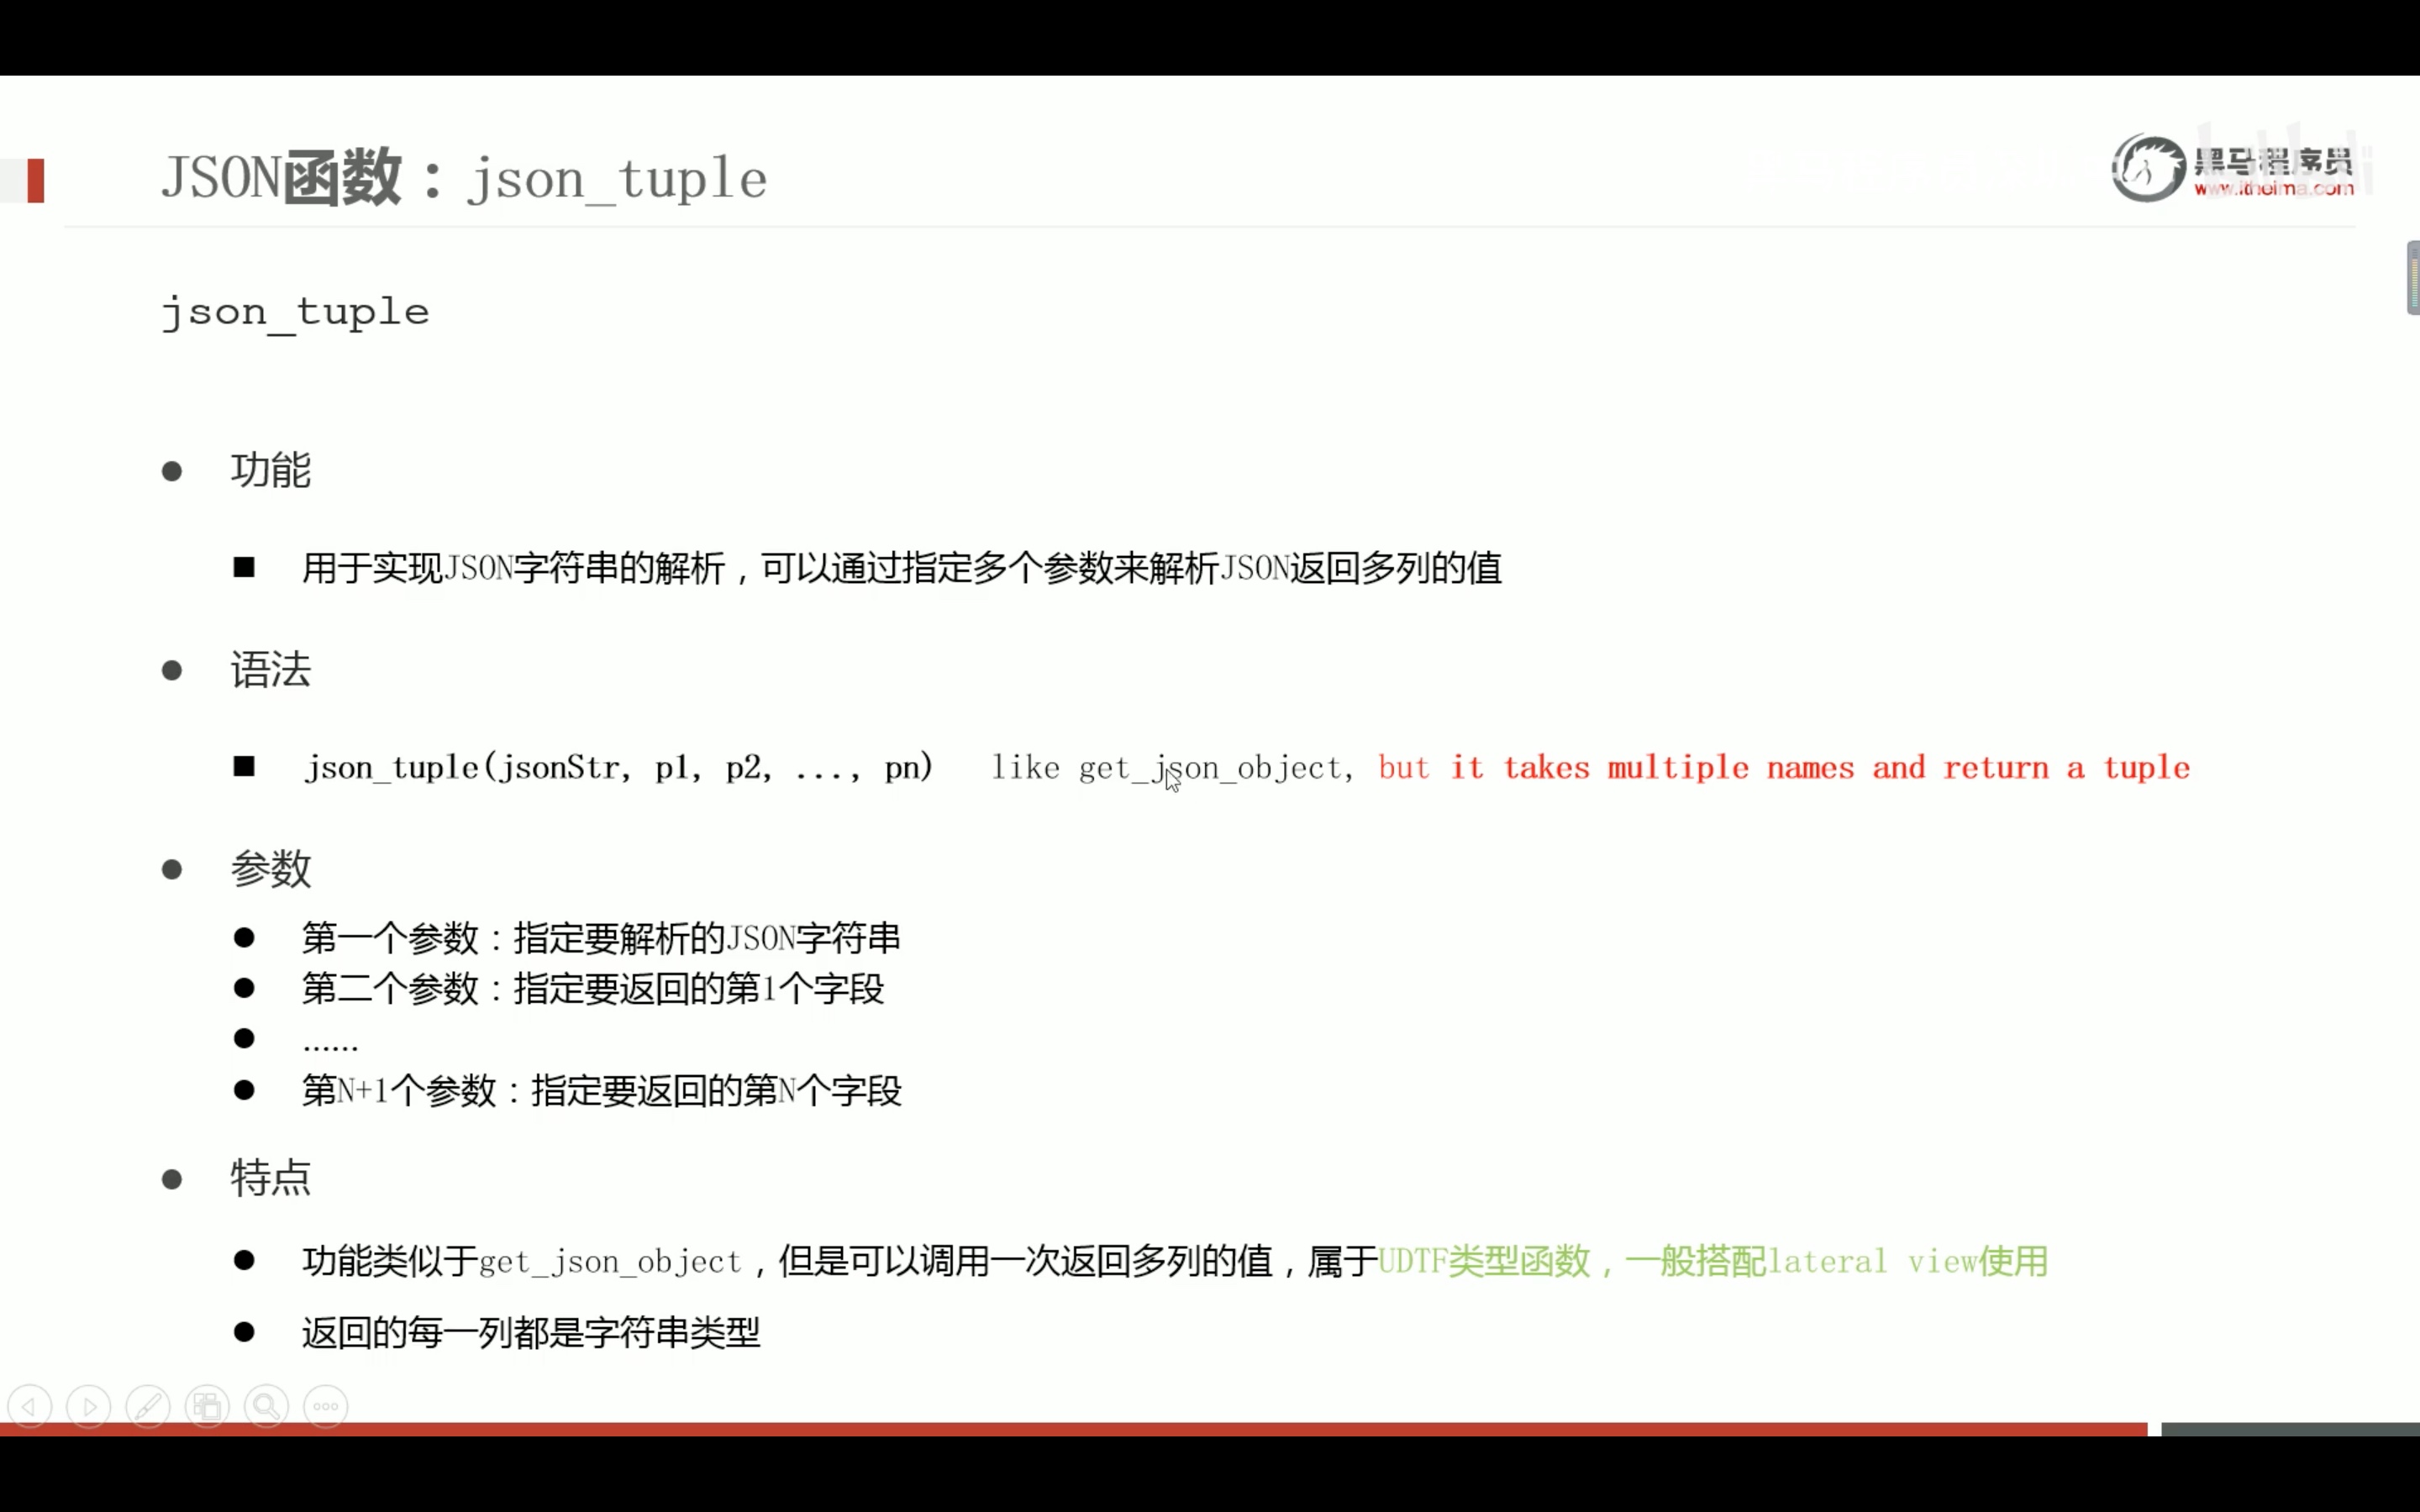 JSON函数：json_tuple
黑马程序员
www.itheima.com
json_tuple
功能
用于实现JSON字符串的解析，可以通过指定多个参数来解析JSON返回多列的值
语法
json_tuple(jsonStr, p1, p2, ..., pn) like get_json_object, but it takes multiple names and return a tuple
参数
第一个参数：指定要解析的JSON字符串
第二个参数：指定要返回的第1个字段
......
第N+1个参数：指定要返回的第N个字段
特点
功能类似于get_json_object，但是可以调用一次返回多列的值，属于UDTF类型函数，一般搭配lateral view使用
返回的每一列都是字符串类型